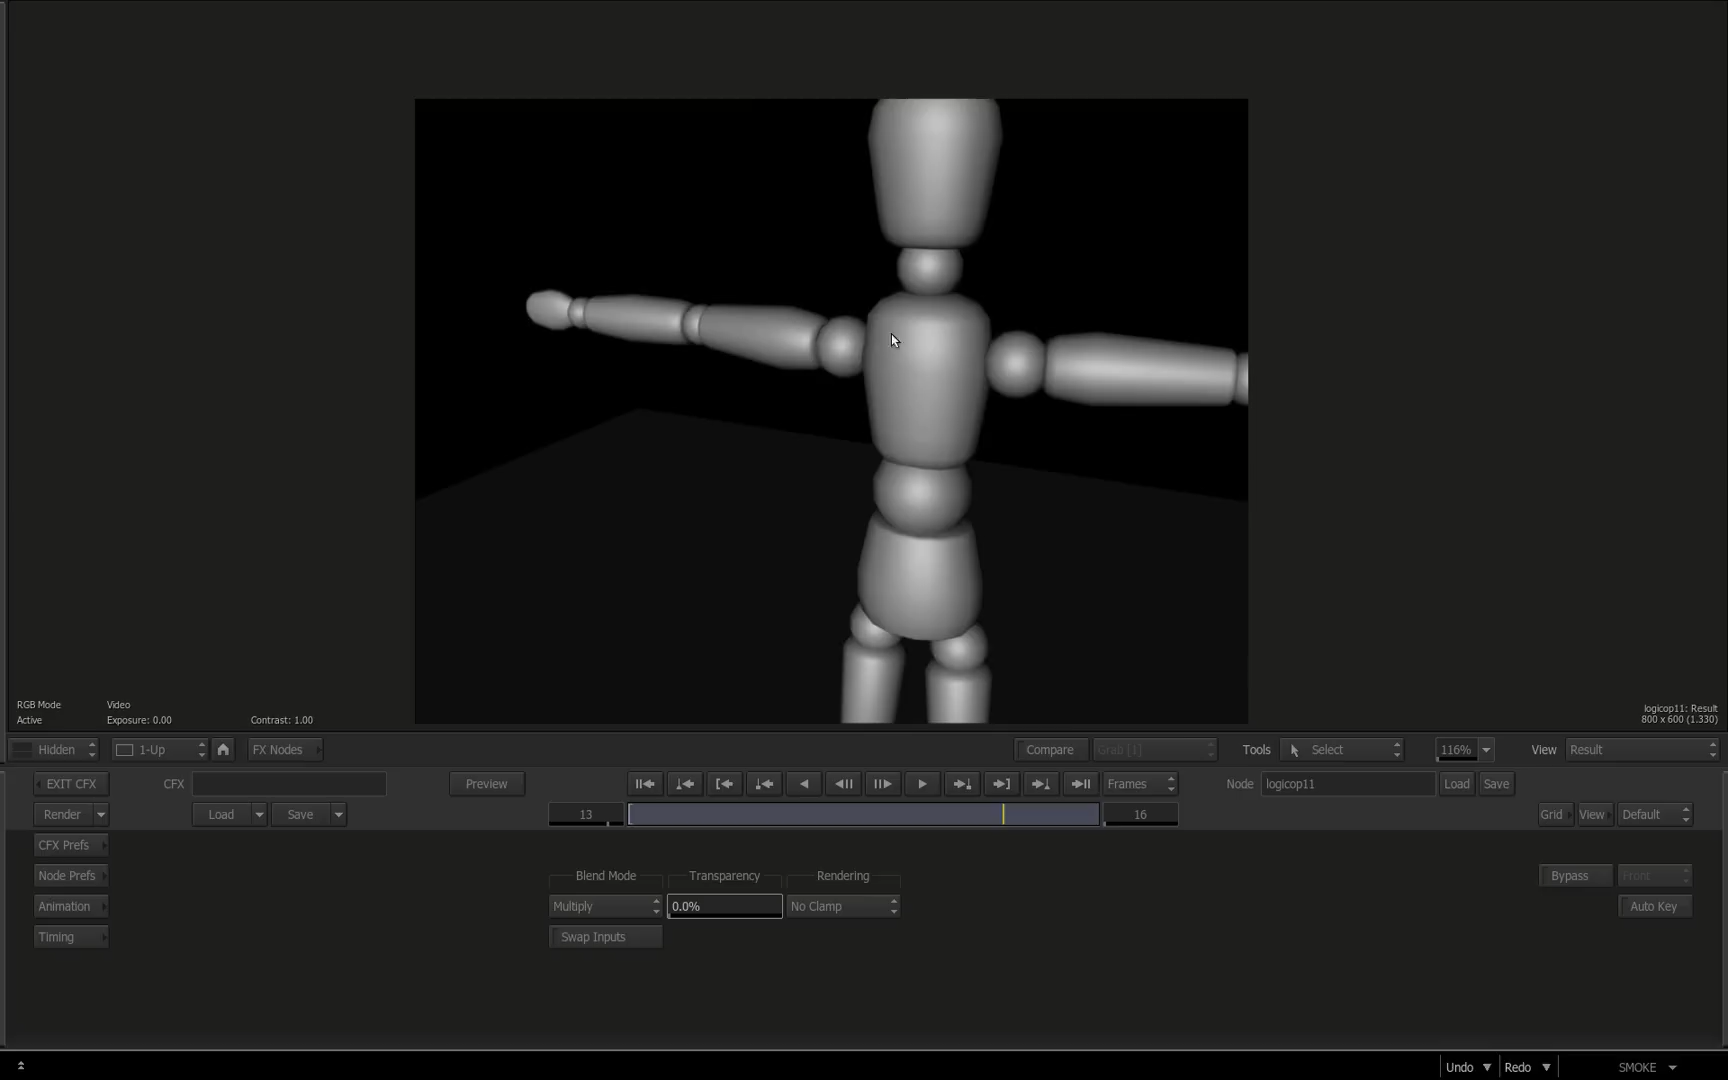 RGB Mode Video
Active Exposure: 0.00 Contrast: 1.00
logicop11: Result
800 x 600 (1.330)
Hidden 1-Up FX Nodes Compare Grab [1] Tools Select 116% View Result
EXIT CFX CFX Preview Frames Node logicop11 Load Save
Render Load Save 13 16 Grid View Default
CFX Prefs
Node Prefs Blend Mode Transparency Rendering Bypass Front
Animation Multiply 0.0% No Clamp Auto Key
Timing Swap Inputs
Undo Redo SMOKE